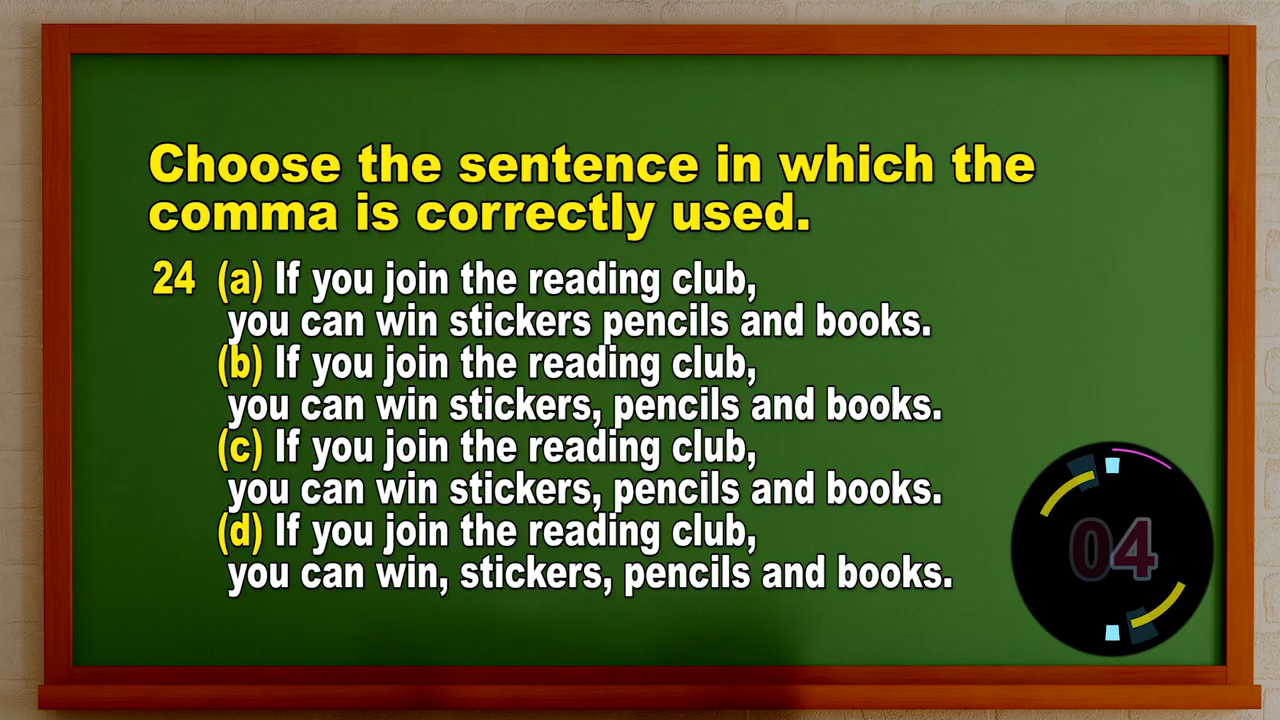 Choose the sentence in which the
comma is correctly used.
24 (a) If you join the reading club,
you can win stickers pencils and books.
(b) If you join the reading club,
you can win stickers, pencils and books.
(c) If you join the reading club,
you can win stickers, pencils and books.
(d) If you join the reading club,
you can win, stickers, pencils and books.
04